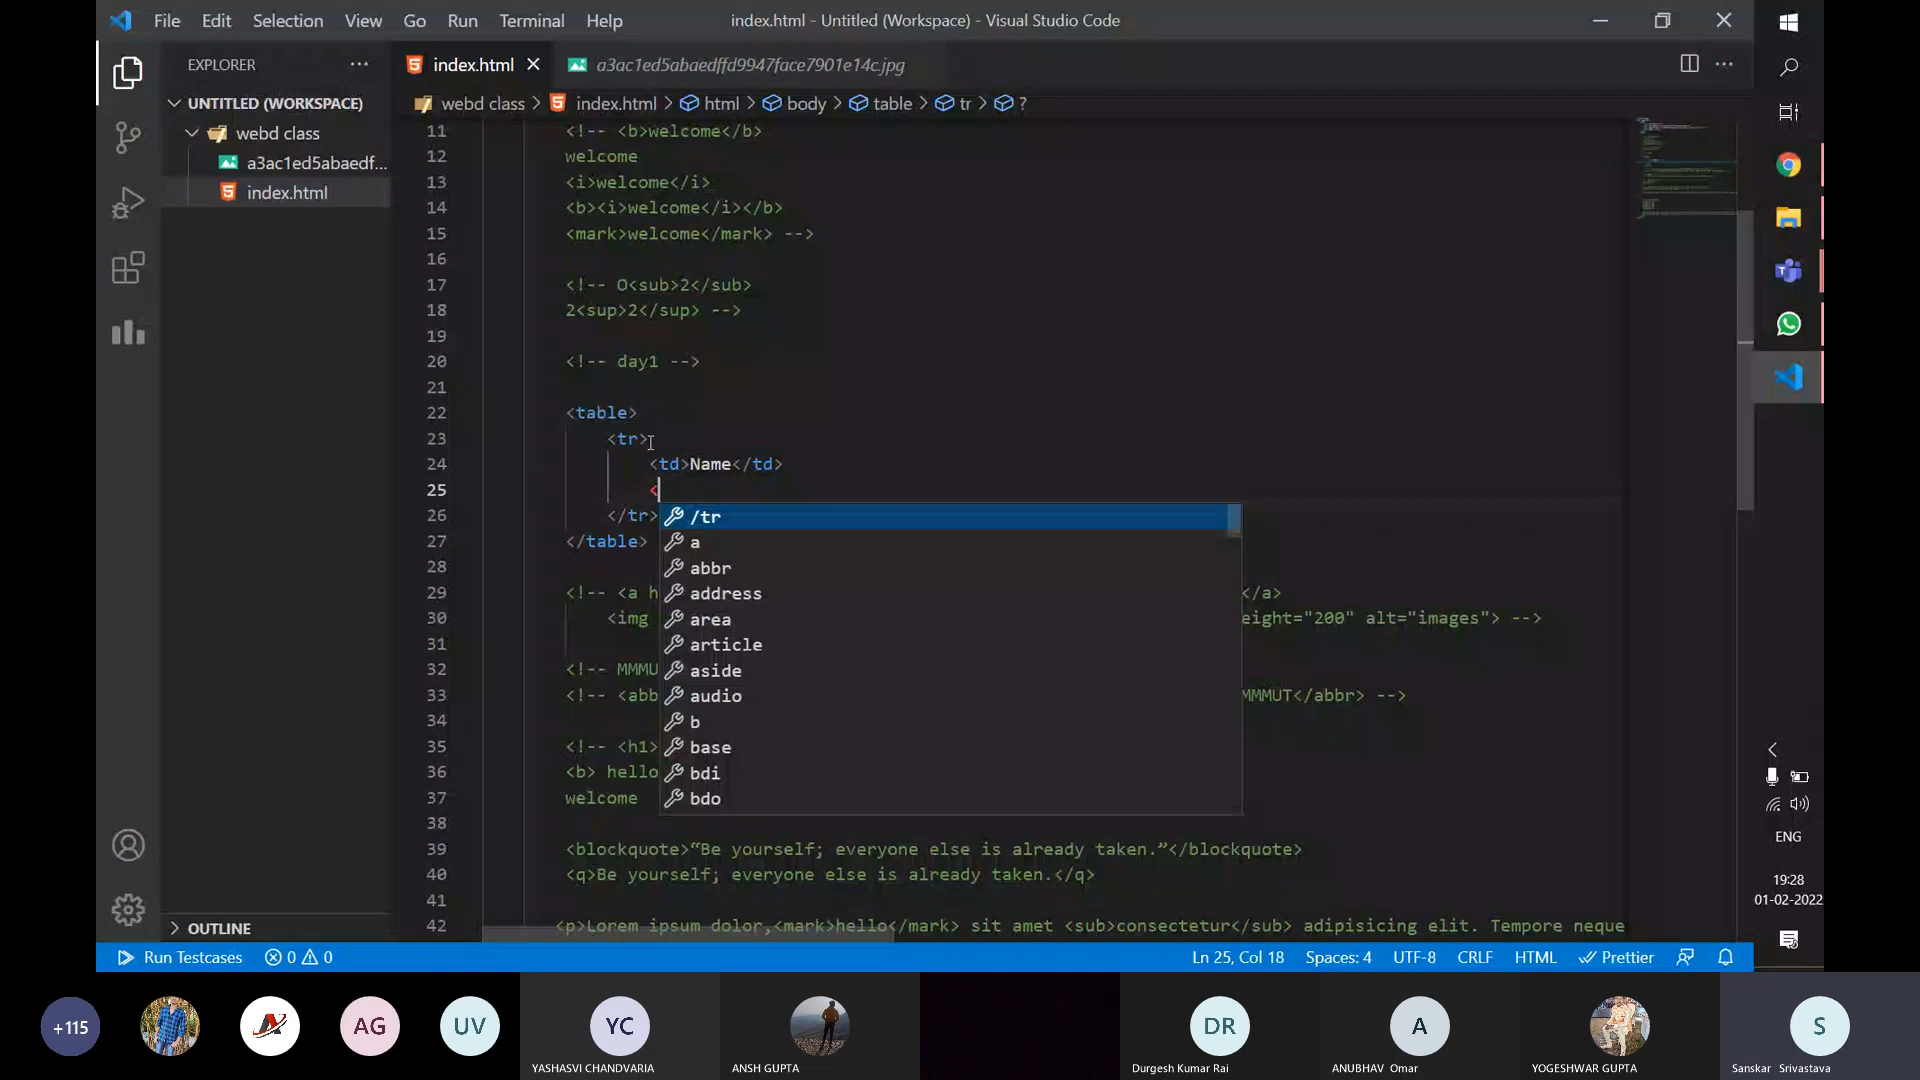 File Edit Selection View Go Run Terminal Help
index.html - Untitled (Workspace) - Visual Studio Code
EXPLORER
index.html
a3ac1ed5abaedffd9947face7901e14c.jpg
UNTITLED (WORKSPACE)
webd class > index.html > html > body > table > tr > ?
webd class
a3ac1ed5abaedf...
index.html
11 <!-- <b>welcome</b>
12 welcome
13 <i>welcome</i>
14 <b><i>welcome</i></b>
15 <mark>welcome</mark> -->
16
17 <!-- O<sub>2</sub>
18 2<sup>2</sup> -->
19
20 <!-- day1 -->
21
22 <table>
23 <tr>
24 <td>Name</td>
25 <
26 </tr>
27 </table>
28
29 <!-- <a h </a>
30 <img eight="200" alt="images"> -->
31
32 <!-- MMMU
33 <!-- <abb MMMUT</abbr> -->
34
35 <!-- <h1>
36 <b> hello
37 welcome
38
39 <blockquote>“Be yourself; everyone else is already taken.”</blockquote>
40 <q>Be yourself; everyone else is already taken.</q>
41
42 <p>Lorem ipsum dolor,<mark>hello</mark> sit amet <sub>consectetur</sub> adipisicing elit. Tempore neque
/tr
a
abbr
address
area
article
aside
audio
b
base
bdi
bdo
OUTLINE
Run Testcases 0 0
Ln 25, Col 18 Spaces: 4 UTF-8 CRLF HTML Prettier
ENG
19:28
01-02-2022
+115
AG
UV
YC
DR
A
S
YASHASVI CHANDVARIA
ANSH GUPTA
Durgesh Kumar Rai
ANUBHAV Omar
YOGESHWAR GUPTA
Sanskar Srivastava